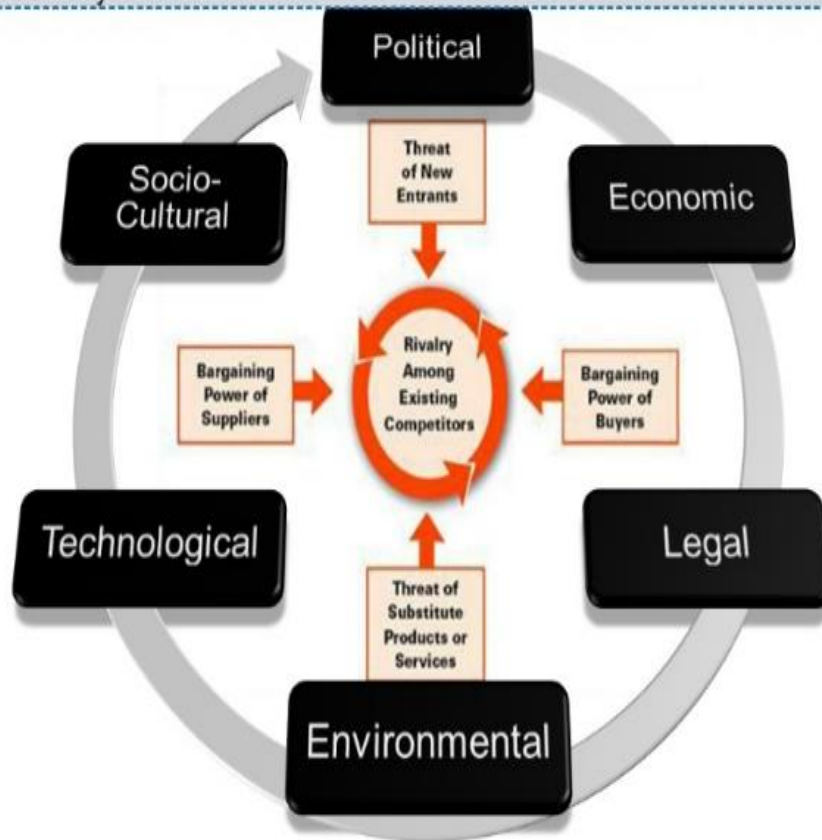 Political
Socio-
Cultural
Economic
Threat
of New
Entrants
Bargaining
Power of
Suppliers
Rivalry
Among
Existing
Competitors
Bargaining
Power of
Buyers
Technological
Legal
Threat of
Substitute
Products or
Services
Environmental